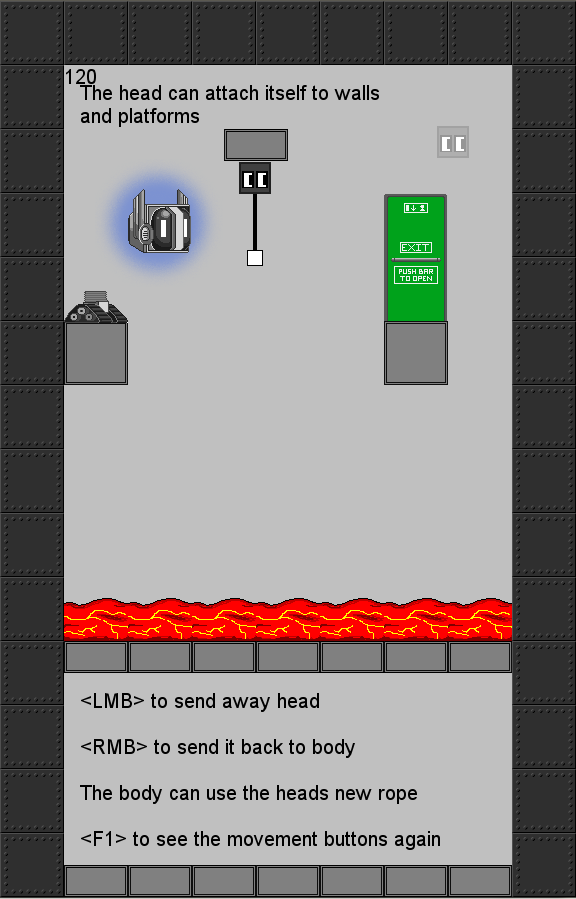 120
The head can attach itself to walls
and platforms
EXIT
PUSH BAR
TO OPEN
<LMB> to send away head
<RMB> to send it back to body
The body can use the heads new rope
<F1> to see the movement buttons again